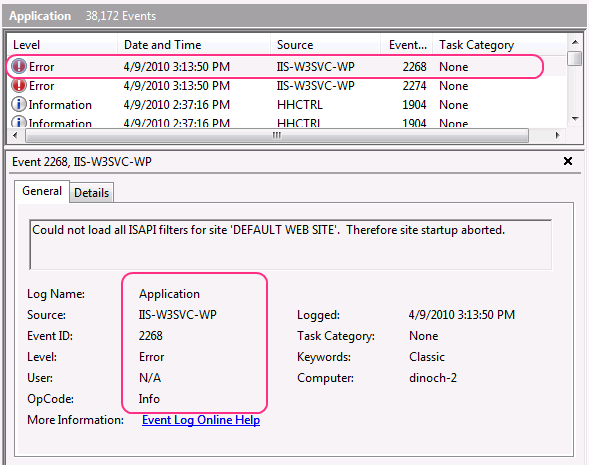 Application 38,172 Events
Level Date and Time Source Event... Task Category
Error 4/9/2010 3:13:50 PM IIS-W3SVC-WP 2268 None
Error 4/9/2010 3:13:50 PM IIS-W3SVC-WP 2274 None
Information 4/9/2010 2:37:16 PM HHCTRL 1904 None
Information 4/9/2010 2:37:16 PM HHCTRL 1904 None
Event 2268, IIS-W3SVC-WP
General Details
Could not load all ISAPI filters for site 'DEFAULT WEB SITE'. Therefore site startup aborted.
Log Name: Application
Source: IIS-W3SVC-WP Logged: 4/9/2010 3:13:50 PM
Event ID: 2268 Task Category: None
Level: Error Keywords: Classic
User: N/A Computer: dinoch-2
OpCode: Info
More Information: Event Log Online Help